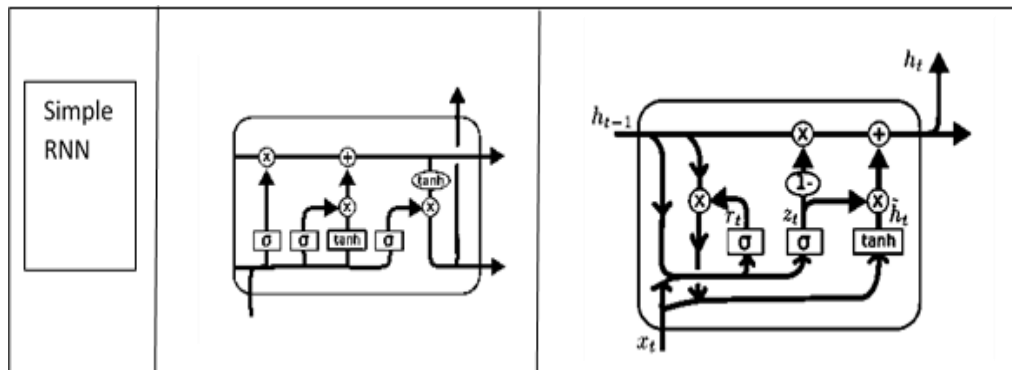 Simple
RNN
x
+
tanh
x
x
σ
σ
tanh
σ
h_t
h_{t-1}
x
+
1-
x
r_t
z_t
x
h̃_t
σ
σ
tanh
x_t